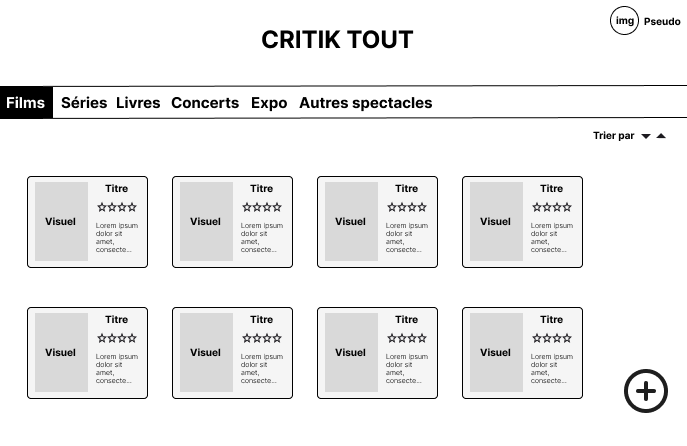 img Pseudo
CRITIK TOUT
Films Séries Livres Concerts Expo Autres spectacles
Trier par
Visuel
Titre
Lorem ipsum
dolor sit
amet,
consecte...
Visuel
Titre
Lorem ipsum
dolor sit
amet,
consecte...
Visuel
Titre
Lorem ipsum
dolor sit
amet,
consecte...
Visuel
Titre
Lorem ipsum
dolor sit
amet,
consecte...
Visuel
Titre
Lorem ipsum
dolor sit
amet,
consecte...
Visuel
Titre
Lorem ipsum
dolor sit
amet,
consecte...
Visuel
Titre
Lorem ipsum
dolor sit
amet,
consecte...
Visuel
Titre
Lorem ipsum
dolor sit
amet,
consecte...